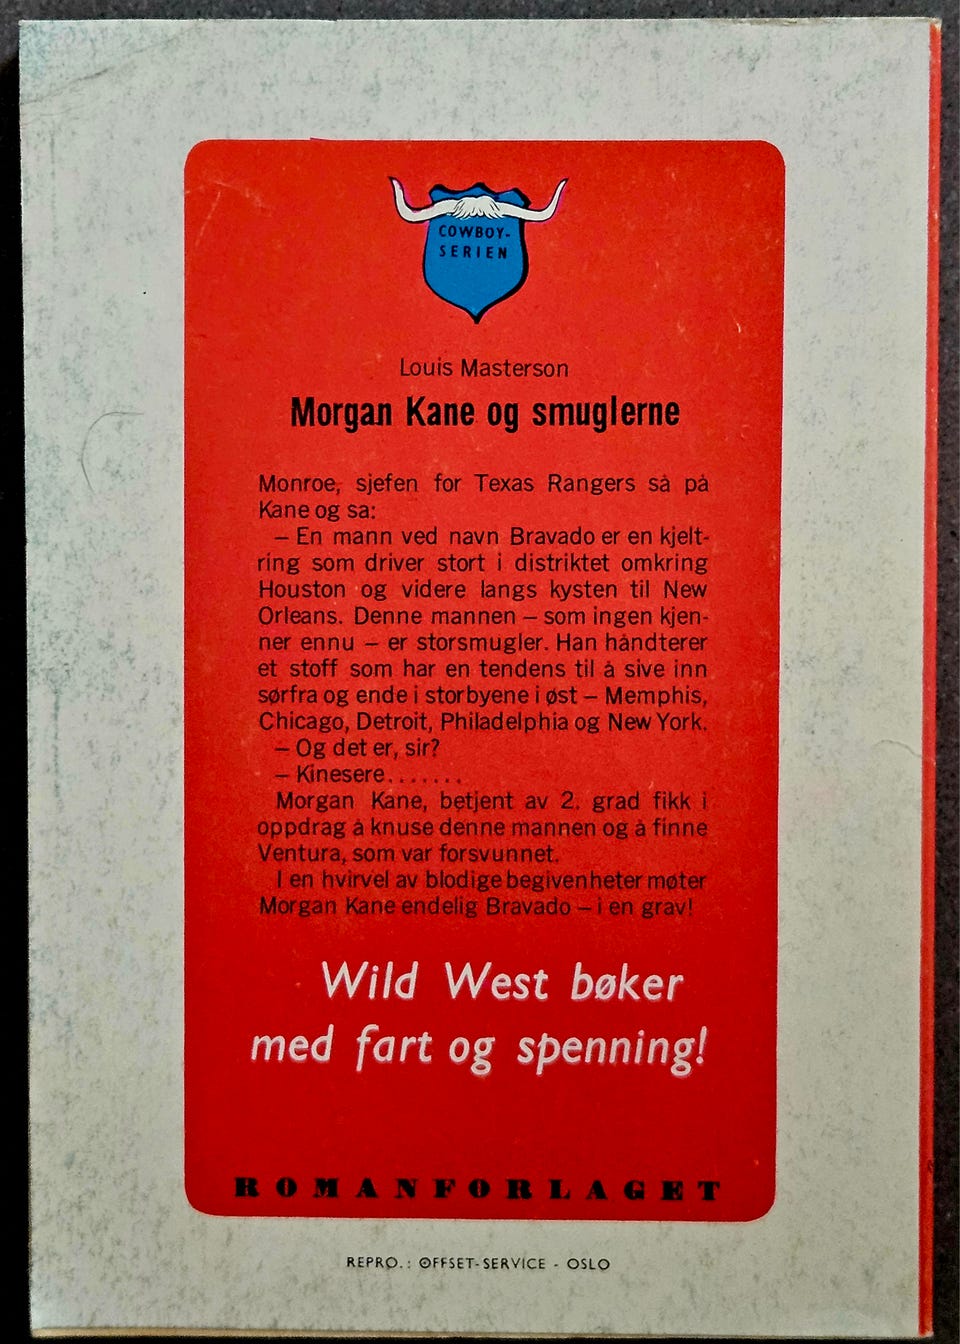 COWBOY-
SERIEN
Louis Masterson
Morgan Kane og smuglerne
Monroe, sjefen for Texas Rangers så på
Kane og sa:
– En mann ved navn Bravado er en kjelt-
ring som driver stort i distriktet omkring
Houston og videre langs kysten til New
Orleans. Denne mannen – som ingen kjen-
ner ennu – er storsmugler. Han håndterer
et stoff som har en tendens til å sive inn
sørfra og ende i storbyene i øst – Memphis,
Chicago, Detroit, Philadelphia og New York.
– Og det er, sir?
– Kinesere.......
Morgan Kane, betjent av 2. grad fikk i
oppdrag å knuse denne mannen og å finne
Ventura, som var forsvunnet.
I en hvirvel av blodige begivenheter møter
Morgan Kane endelig Bravado – i en grav!
Wild West bøker
med fart og spenning!
ROMANFORLAGET
REPRO.: OFFSET-SERVICE - OSLO